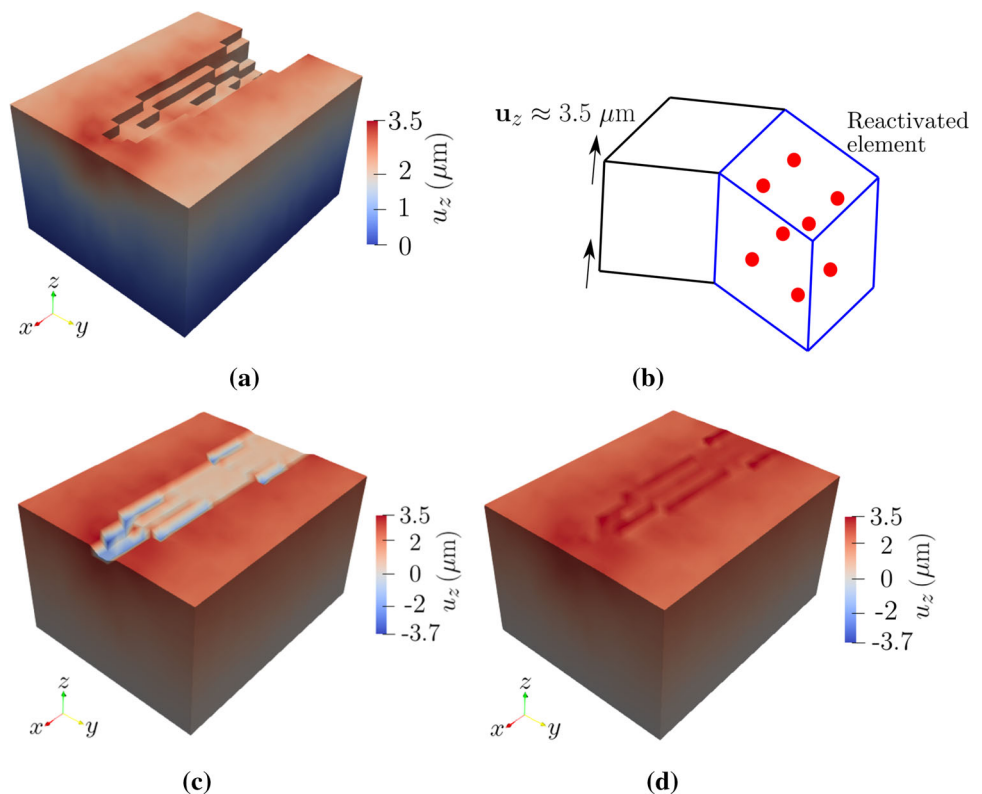 3.5
2
1
0
u_z (μm)
z
x
y
(a)
u_z ≈ 3.5 μm
Reactivated
element
(b)
3.5
2
0
-2
-3.7
u_z (μm)
z
x
y
(c)
3.5
2
0
-2
-3.7
u_z (μm)
z
x
y
(d)